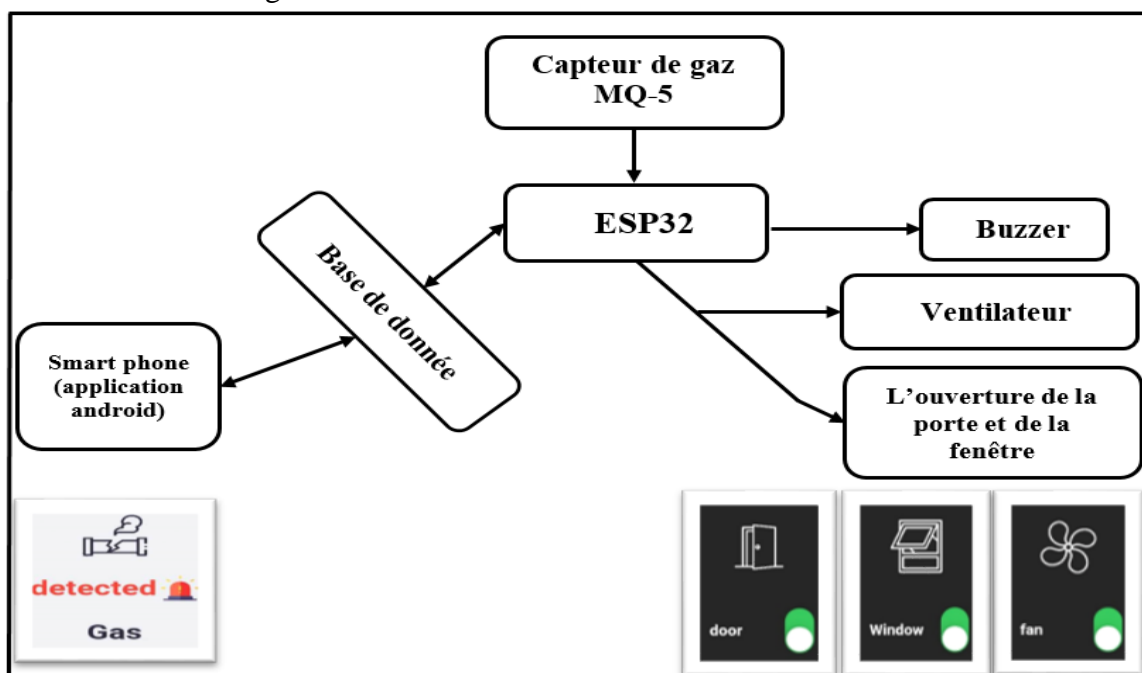 Capteur de gaz
MQ-5
ESP32
Buzzer
Base de donnée
Ventilateur
Smart phone
(application
android)
L’ouverture de la
porte et de la
fenêtre
detected
Gas
door
Window
fan